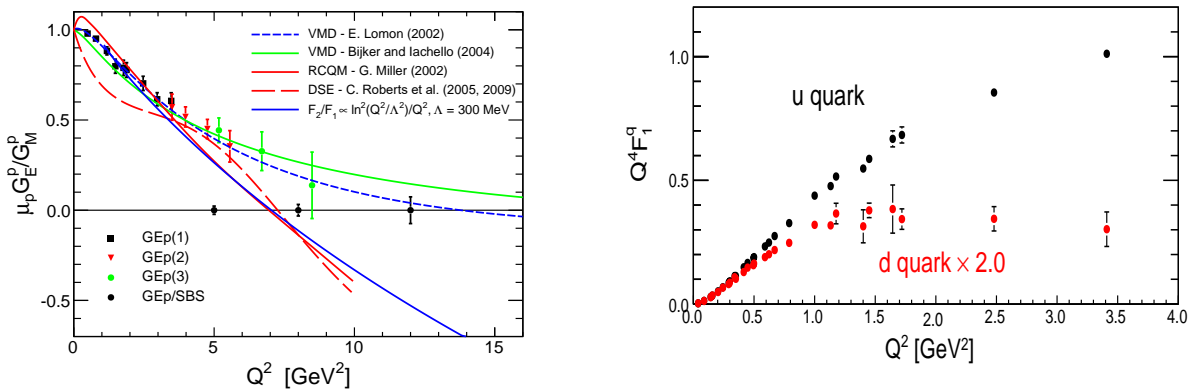 1.0
0.5
0.0
-0.5
μₚGᴱᵖ/Gᴹᵖ
VMD - E. Lomon (2002)
VMD - Bijker and Iachello (2004)
RCQM - G. Miller (2002)
DSE - C. Roberts et al. (2005, 2009)
F₂/F₁ ∝ ln²(Q²/Λ²)/Q², Λ = 300 MeV
GEp(1)
GEp(2)
GEp(3)
GEp/SBS
0 5 10 15
Q² [GeV²]
1.0
0.5
0.0
Q⁴F₁^q
u quark
d quark × 2.0
0.0 0.5 1.0 1.5 2.0 2.5 3.0 3.5 4.0
Q² [GeV²]